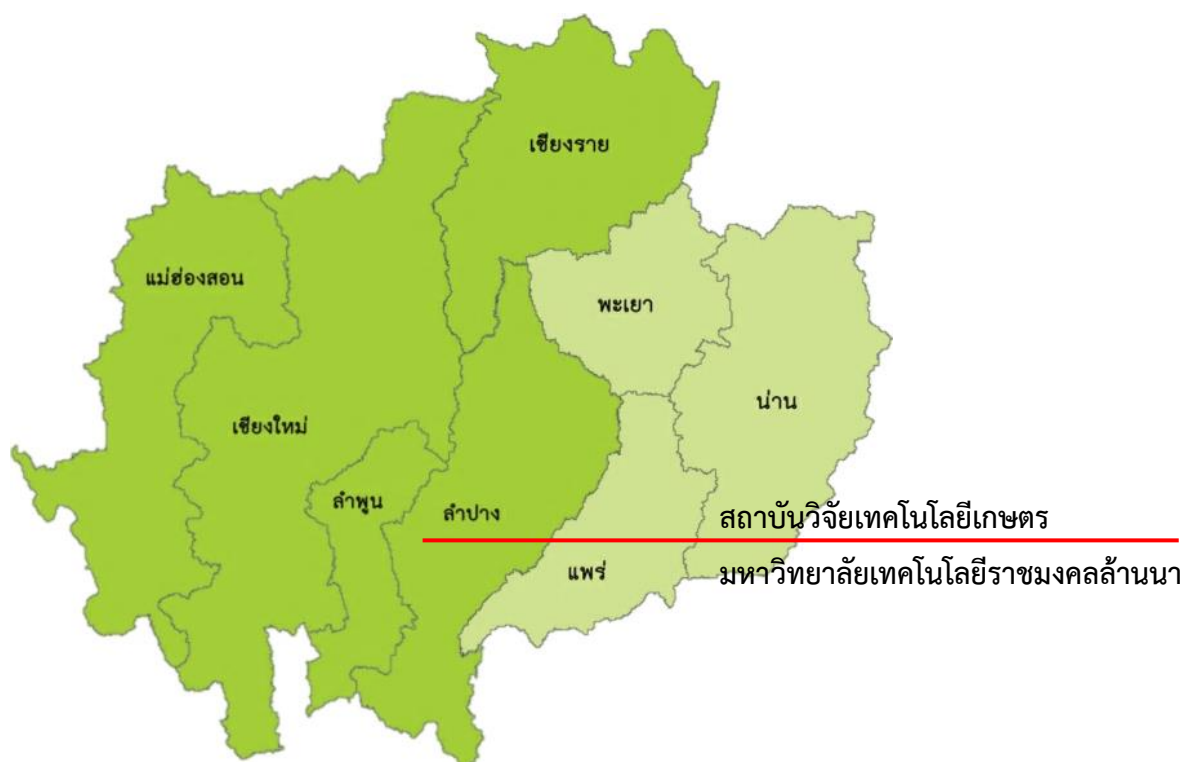 เชียงราย
แม่ฮ่องสอน
พะเยา
น่าน
เชียงใหม่
ลำพูน
ลำปาง
สถาบันวิจัยเทคโนโลยีเกษตร
แพร่
มหาวิทยาลัยเทคโนโลยีราชมงคลล้านนา